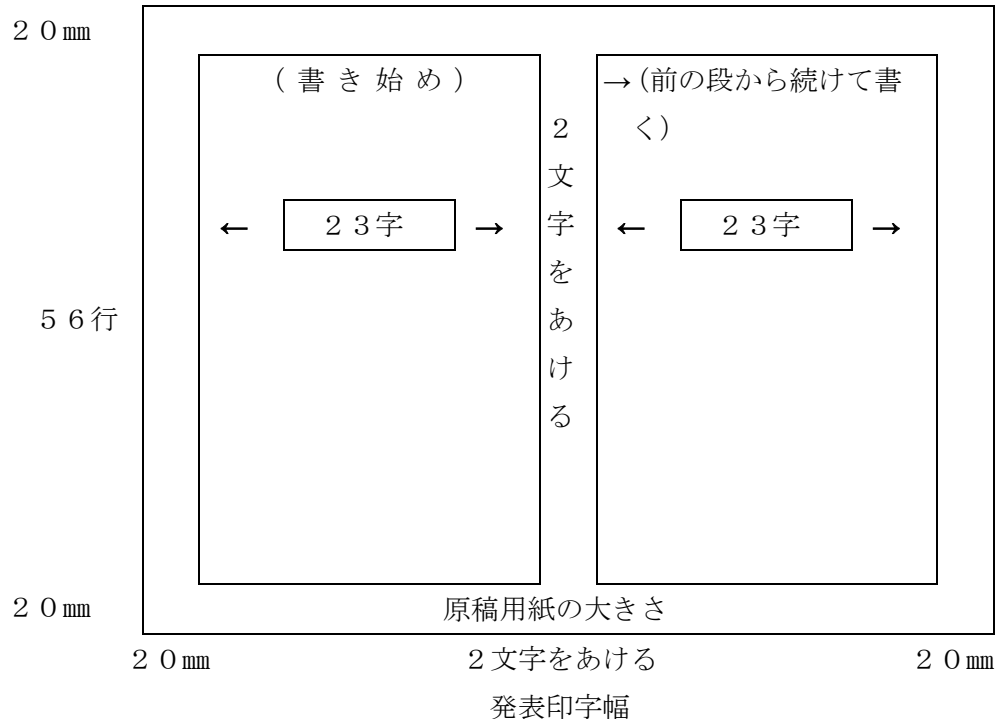 ２０㎜
(書き始め)
→(前の段から続けて書
く)
２文字をあける
← ２３字 →
← ２３字 →
５６行
２０㎜
原稿用紙の大きさ
２０㎜
２文字をあける
２０㎜
発表印字幅